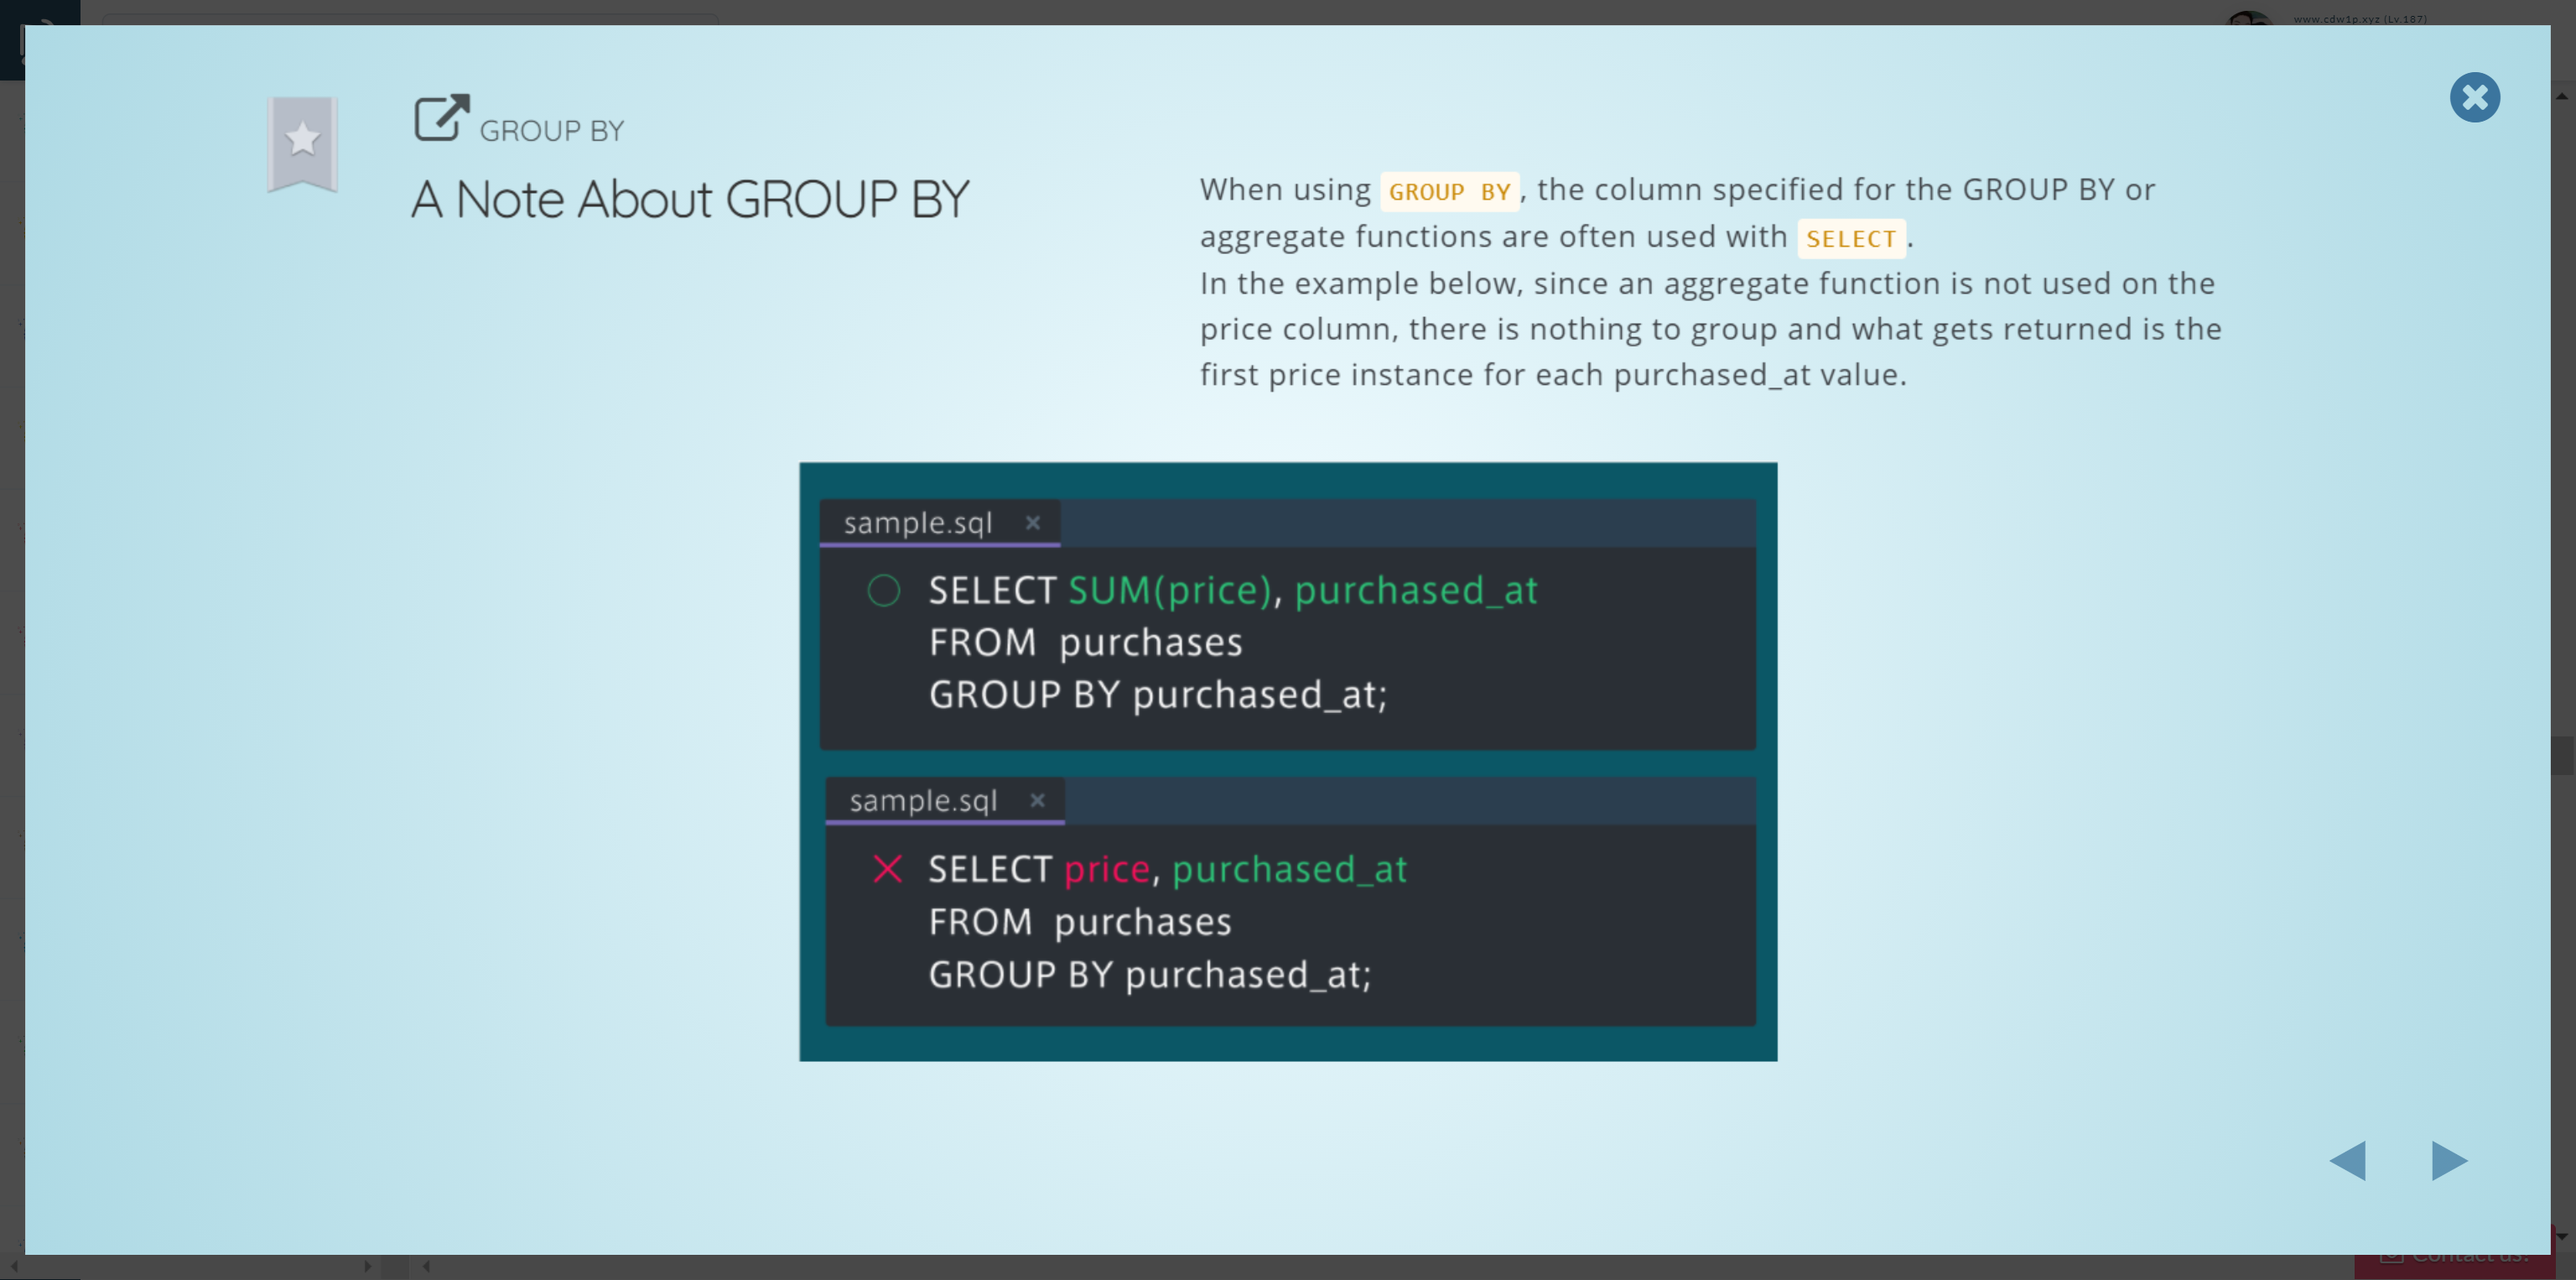 www.cdw1p.xyz (Lv.187)
GROUP BY
A Note About GROUP BY
When using GROUP BY, the column specified for the GROUP BY or
aggregate functions are often used with SELECT.
In the example below, since an aggregate function is not used on the
price column, there is nothing to group and what gets returned is the
first price instance for each purchased_at value.
sample.sql
SELECT SUM(price), purchased_at
FROM purchases
GROUP BY purchased_at;
sample.sql
SELECT price, purchased_at
FROM purchases
GROUP BY purchased_at;
Contact us!